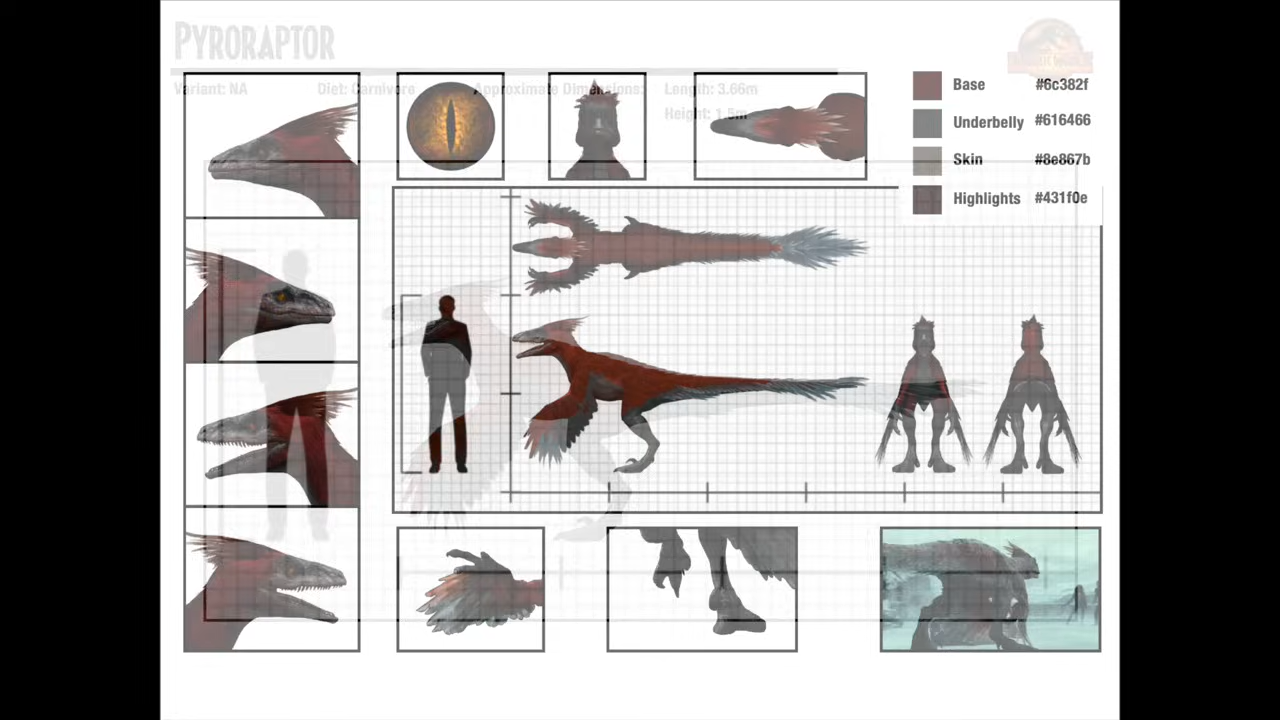 PYRORAPTOR
Variant: NA
Diet: Carnivore
Approximate Dimensions:
Length: 3.66m
Height: 1.5m
Base #6c382f
Underbelly #616466
Skin #8e867b
Highlights #431f0e